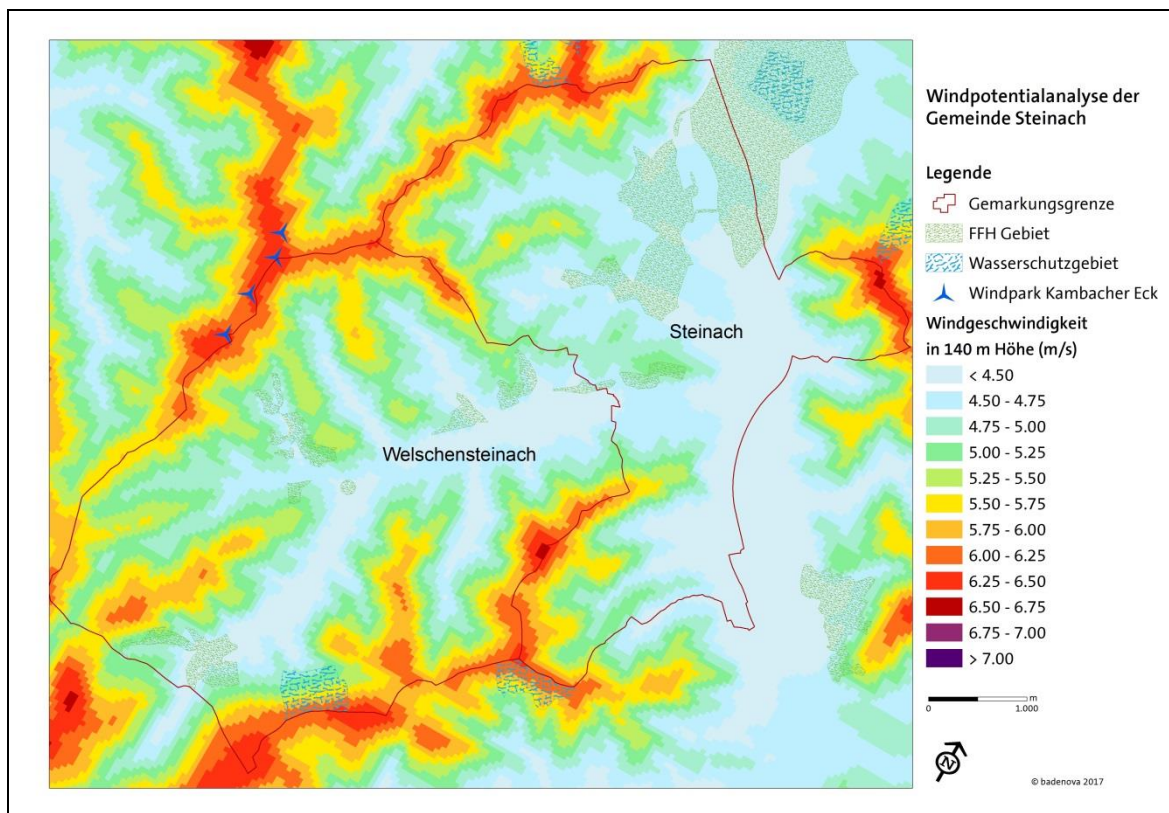 Windpotentialanalyse der
Gemeinde Steinach
Legende
Gemarkungsgrenze
FFH Gebiet
Wasserschutzgebiet
Windpark Kambacher Eck
Windgeschwindigkeit
in 140 m Höhe (m/s)
< 4.50
4.50 - 4.75
4.75 - 5.00
5.00 - 5.25
5.25 - 5.50
5.50 - 5.75
5.75 - 6.00
6.00 - 6.25
6.25 - 6.50
6.50 - 6.75
6.75 - 7.00
> 7.00
m
0 1.000
N
© badenova 2017
Steinach
Welschensteinach